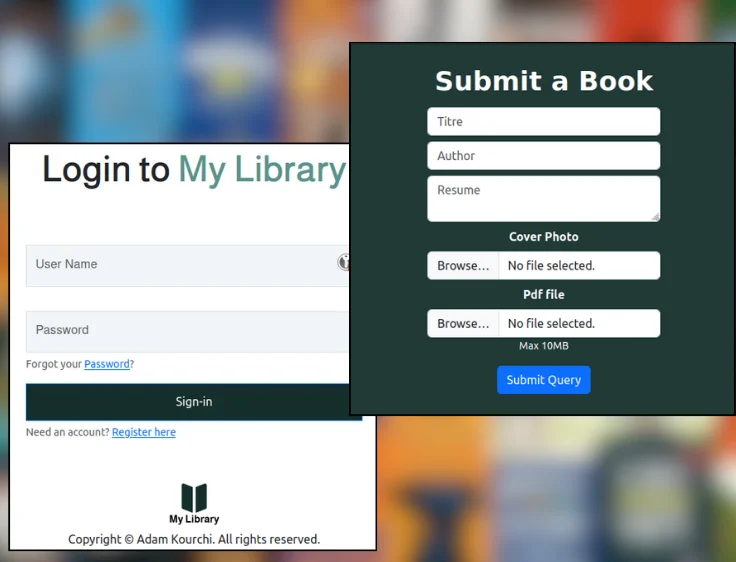 Login to My Library
User Name
Password
Forgot your Password?
Sign-in
Need an account? Register here
My Library
Copyright © Adam Kourchi. All rights reserved.
Submit a Book
Titre
Author
Resume
Cover Photo
Browse... No file selected.
Pdf file
Browse... No file selected.
Max 10MB
Submit Query